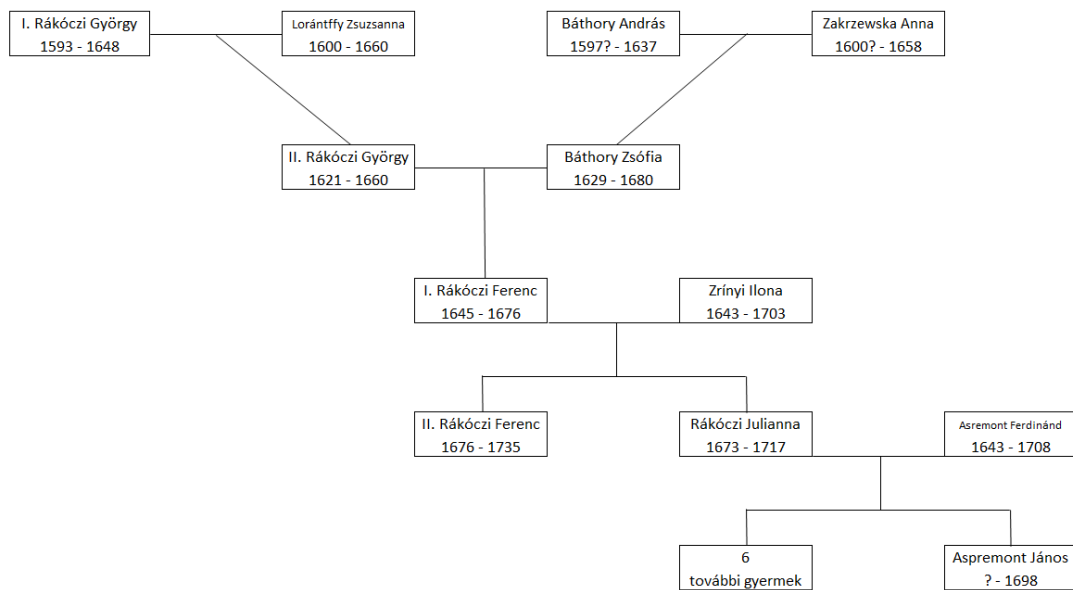 I. Rákóczi György
1593 - 1648
Lorántffy Zsuzsanna
1600 - 1660
Báthory András
1597? - 1637
Zakrzewska Anna
1600? - 1658
II. Rákóczi György
1621 - 1660
Báthory Zsófia
1629 - 1680
I. Rákóczi Ferenc
1645 - 1676
Zrínyi Ilona
1643 - 1703
II. Rákóczi Ferenc
1676 - 1735
Rákóczi Julianna
1673 - 1717
Asremont Ferdinánd
1643 - 1708
6
további gyermek
Aspremont János
? - 1698